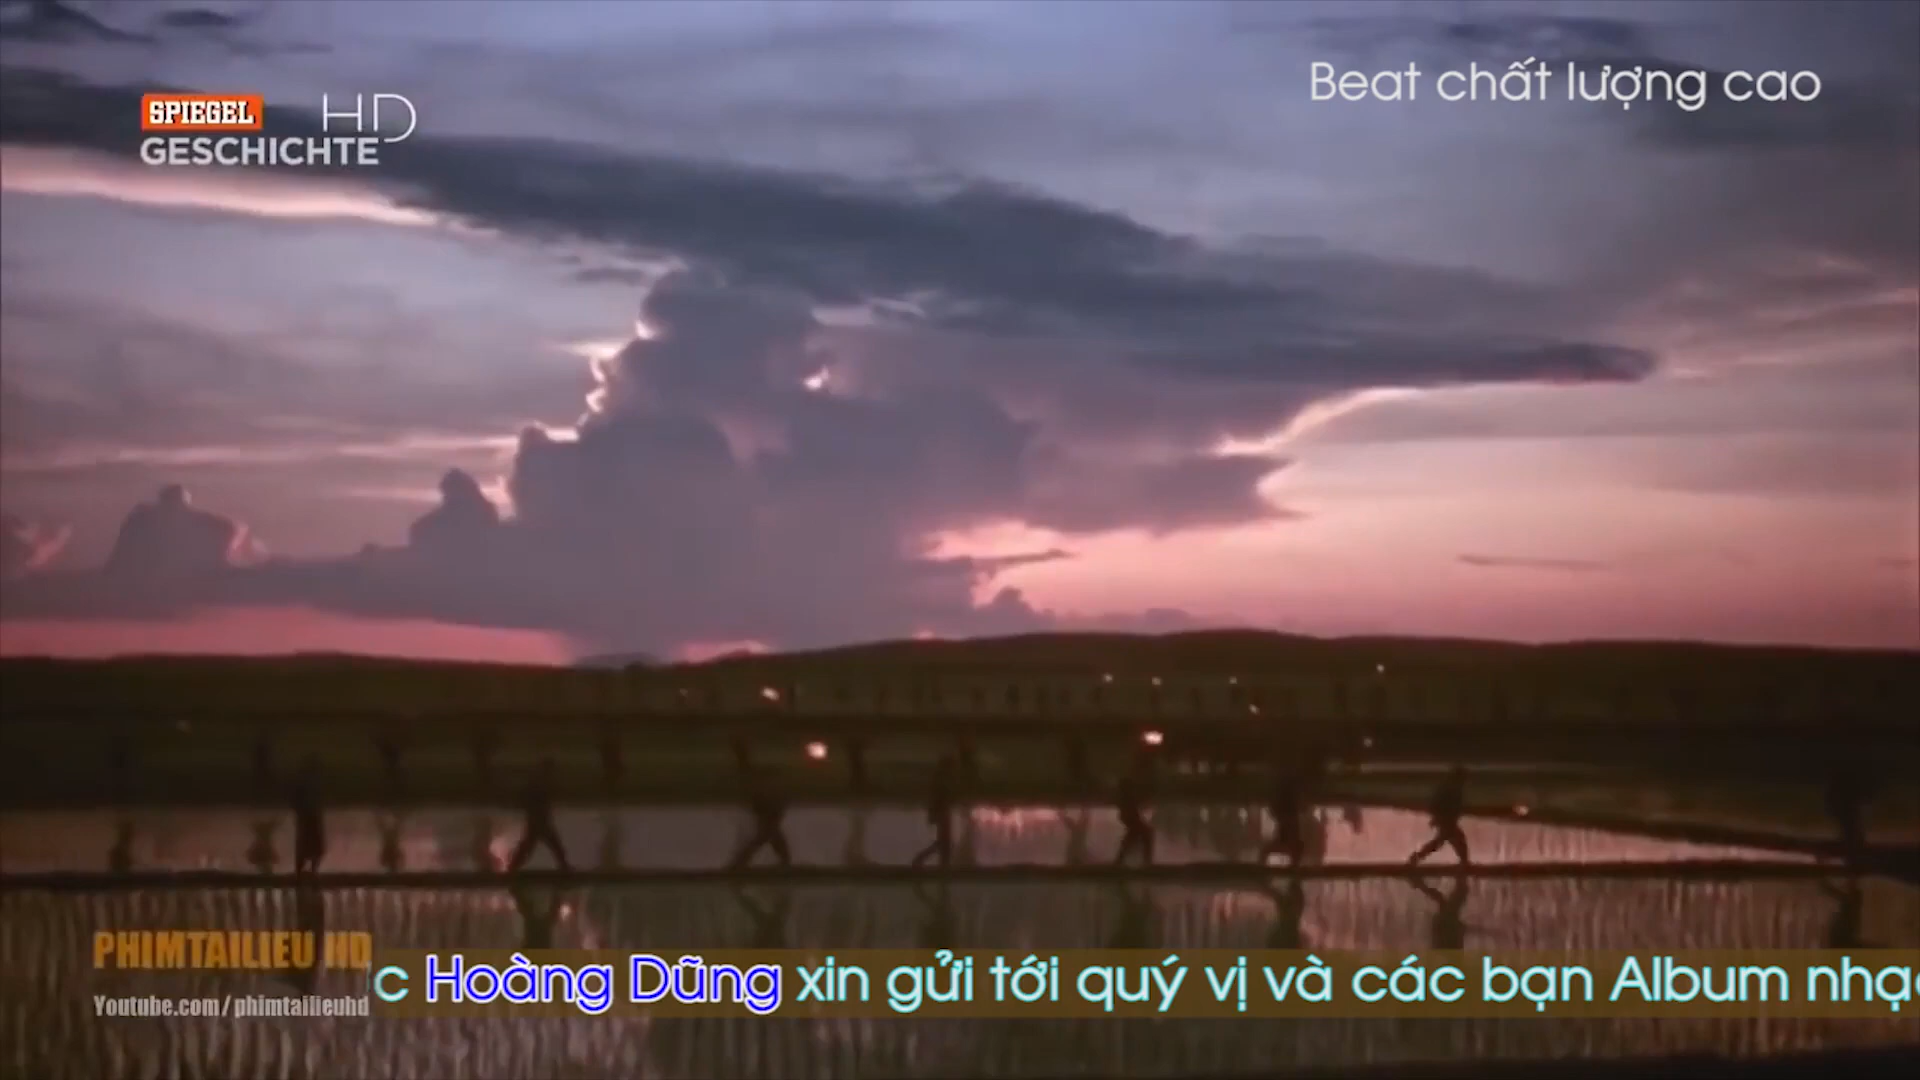 Beat chất lượng cao
SPIEGEL HD
GESCHICHTE
PHIMTAILIEU HD
c Hoàng Dũng xin gửi tới quý vị và các bạn Album nhạc
Youtube.com/phimtailieuhd